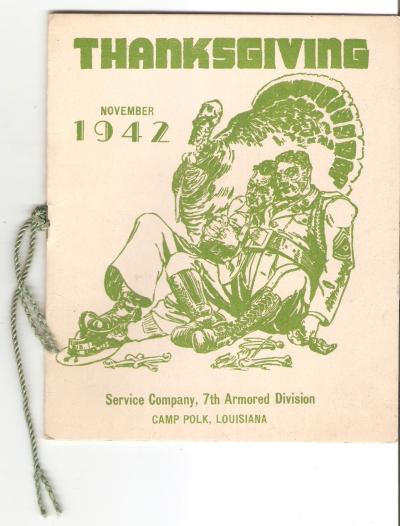 THANKSGIVING
NOVEMBER
1942
Service Company, 7th Armored Division
CAMP POLK, LOUISIANA